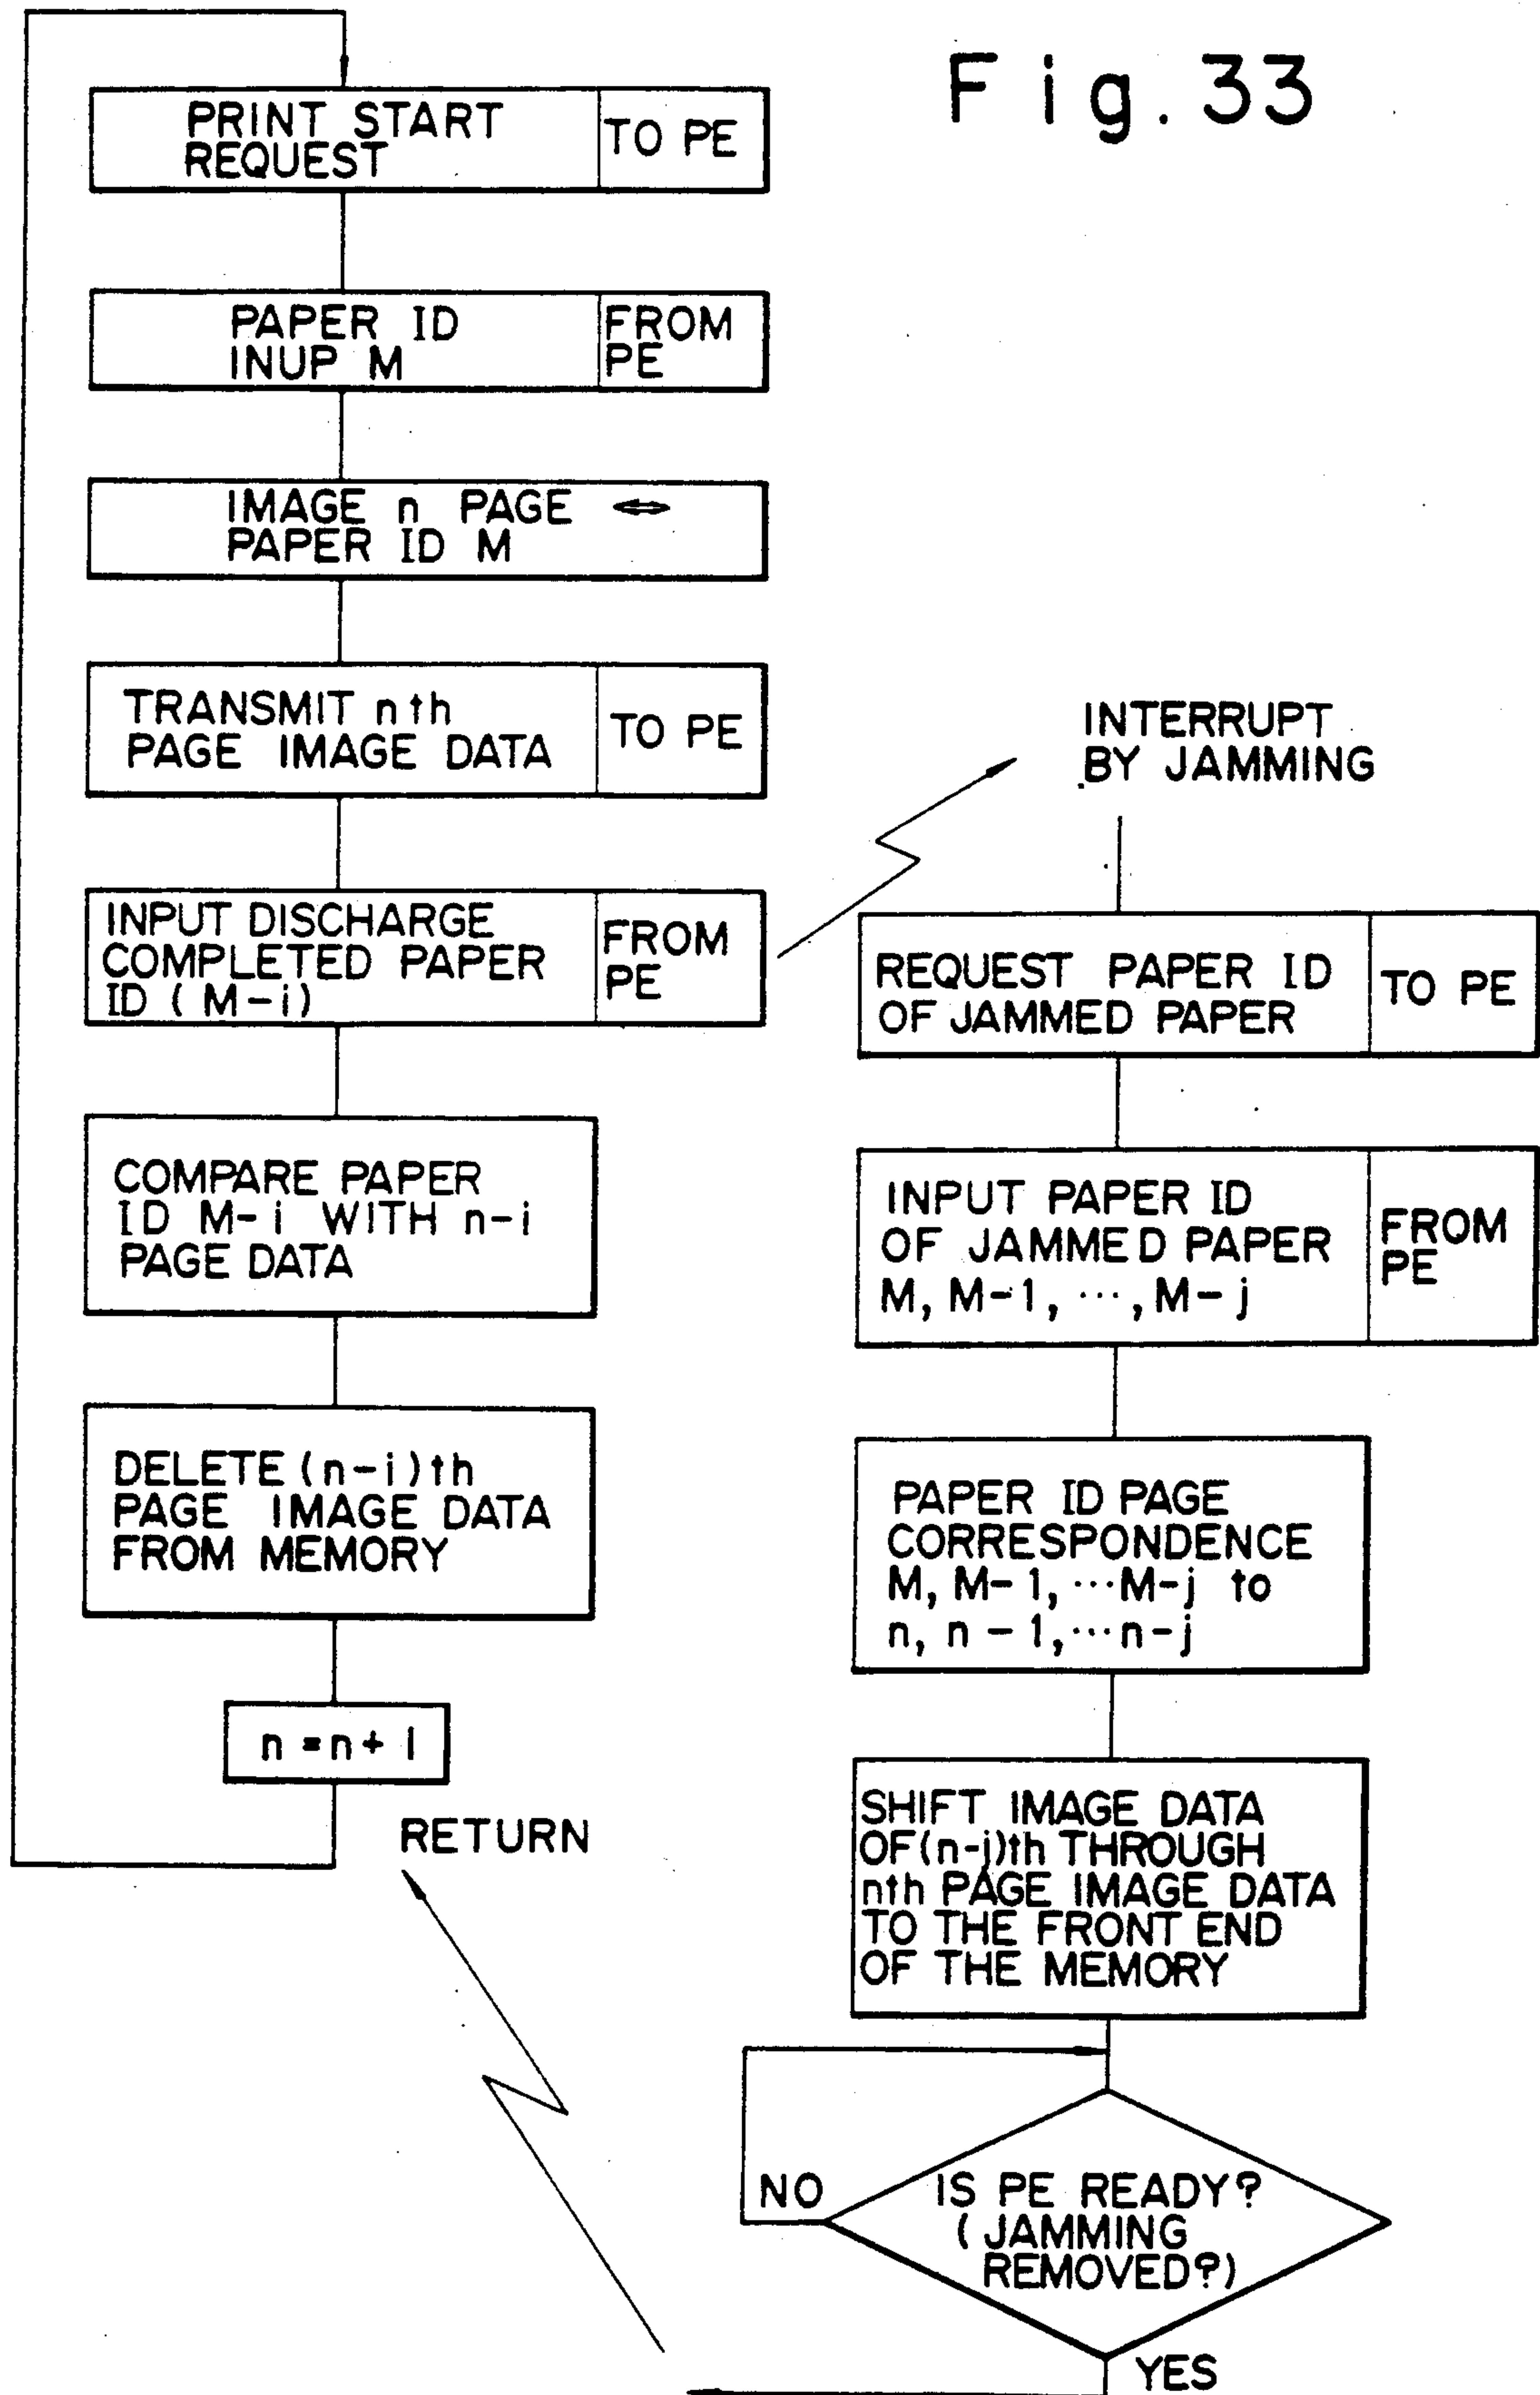 Fig. 33
PRINT START
REQUEST
TO PE
PAPER ID
INUP M
FROM
PE
IMAGE n PAGE ⇔
PAPER ID M
TRANSMIT nth
PAGE IMAGE DATA
TO PE
INPUT DISCHARGE
COMPLETED PAPER
ID (M-i)
FROM
PE
COMPARE PAPER
ID M-i WITH n-i
PAGE DATA
DELETE (n-i)th
PAGE IMAGE DATA
FROM MEMORY
n = n + 1
RETURN
INTERRUPT
BY JAMMING
REQUEST PAPER ID
OF JAMMED PAPER
TO PE
INPUT PAPER ID
OF JAMMED PAPER
M, M-1, ···, M-j
FROM
PE
PAPER ID PAGE
CORRESPONDENCE
M, M-1, ···M-j to
n, n-1, ···n-j
SHIFT IMAGE DATA
OF (n-j)th THROUGH
nth PAGE IMAGE DATA
TO THE FRONT END
OF THE MEMORY
NO
IS PE READY?
(JAMMING
REMOVED?)
YES